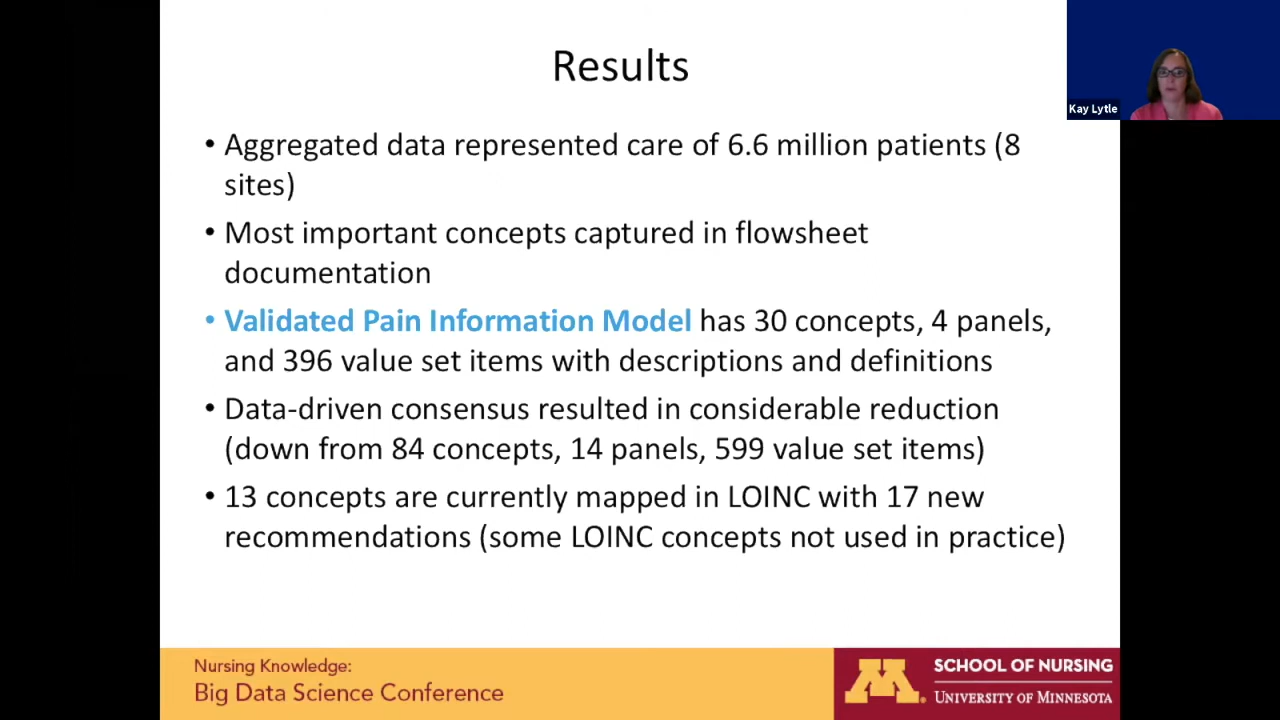 Results
Kay Lytle
• Aggregated data represented care of 6.6 million patients (8
sites)
• Most important concepts captured in flowsheet
documentation
• Validated Pain Information Model has 30 concepts, 4 panels,
and 396 value set items with descriptions and definitions
• Data-driven consensus resulted in considerable reduction
(down from 84 concepts, 14 panels, 599 value set items)
• 13 concepts are currently mapped in LOINC with 17 new
recommendations (some LOINC concepts not used in practice)
Nursing Knowledge:
Big Data Science Conference
M
SCHOOL OF NURSING
UNIVERSITY OF MINNESOTA